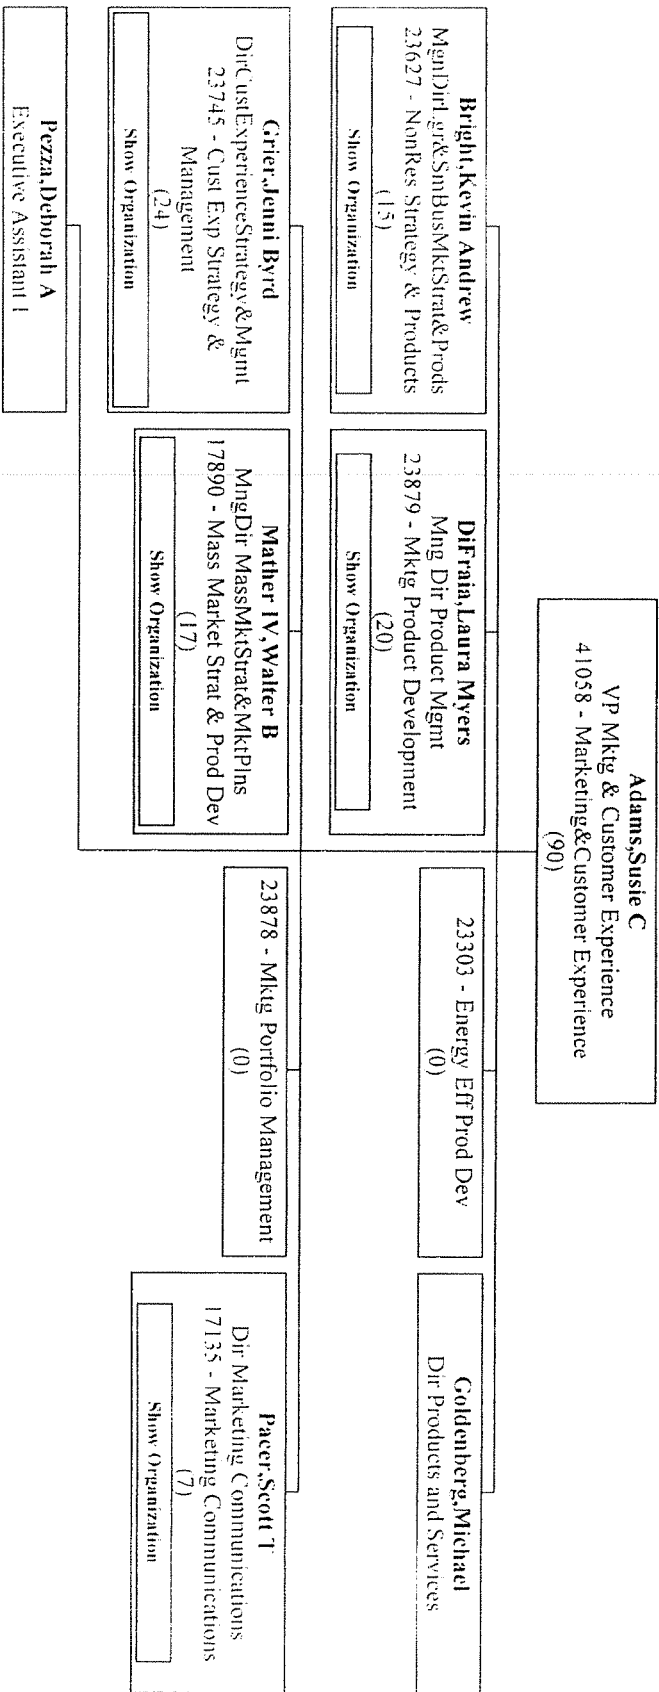 Adams,Susie C
VP Mktg & Customer Experience
41058 - Marketing&Customer Experience
(90)
Bright,Kevin Andrew
MgnDirLgr&SmBusMktStrat&Prods
23627 - NonRes Strategy & Products
(15)
Show Organization
DiFraia,Laura Myers
Mng Dir Product Mgmt
23879 - Mktg Product Development
(20)
Show Organization
23303 - Energy Eff Prod Dev
(0)
Goldenberg,Michael
Dir Products and Services
Grier,Jenni Byrd
DirCustExperienceStrategy&Mgmt
23745 - Cust Exp Strategy &
Management
(24)
Show Organization
Mather IV,Walter B
MngDir MassMktStrat&MktPlns
17890 - Mass Market Strat & Prod Dev
(17)
Show Organization
23878 - Mktg Portfolio Management
(0)
Pacer,Scott T
Dir Marketing Communications
17135 - Marketing Communications
(7)
Show Organization
Pezza,Deborah A
Executive Assistant I